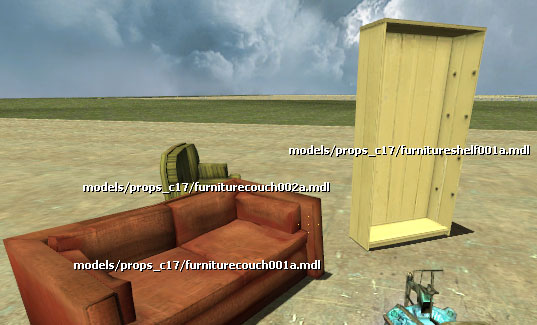 models/props_c17/furnitureshelf001a.mdl
models/props_c17/furniturecouch002a.mdl
models/props_c17/furniturecouch001a.mdl